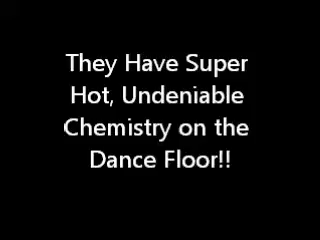 They Have Super
Hot, Undeniable
Chemistry on the
Dance Floor!!